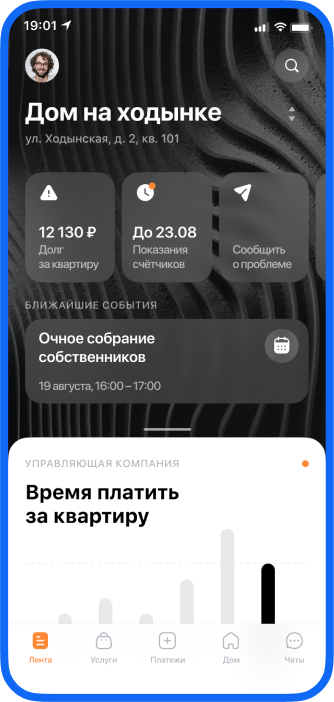 19:01
Дом на ходынке
ул. Ходынская, д. 2, кв. 101
12 130 ₽
Долг
за квартиру
До 23.08
Показания
счётчиков
Сообщить
о проблеме
БЛИЖАЙШИЕ СОБЫТИЯ
Очное собрание
собственников
19 августа, 16:00 – 17:00
УПРАВЛЯЮЩАЯ КОМПАНИЯ
Время платить
за квартиру
Лента
Услуги
Платежи
Дом
Чаты